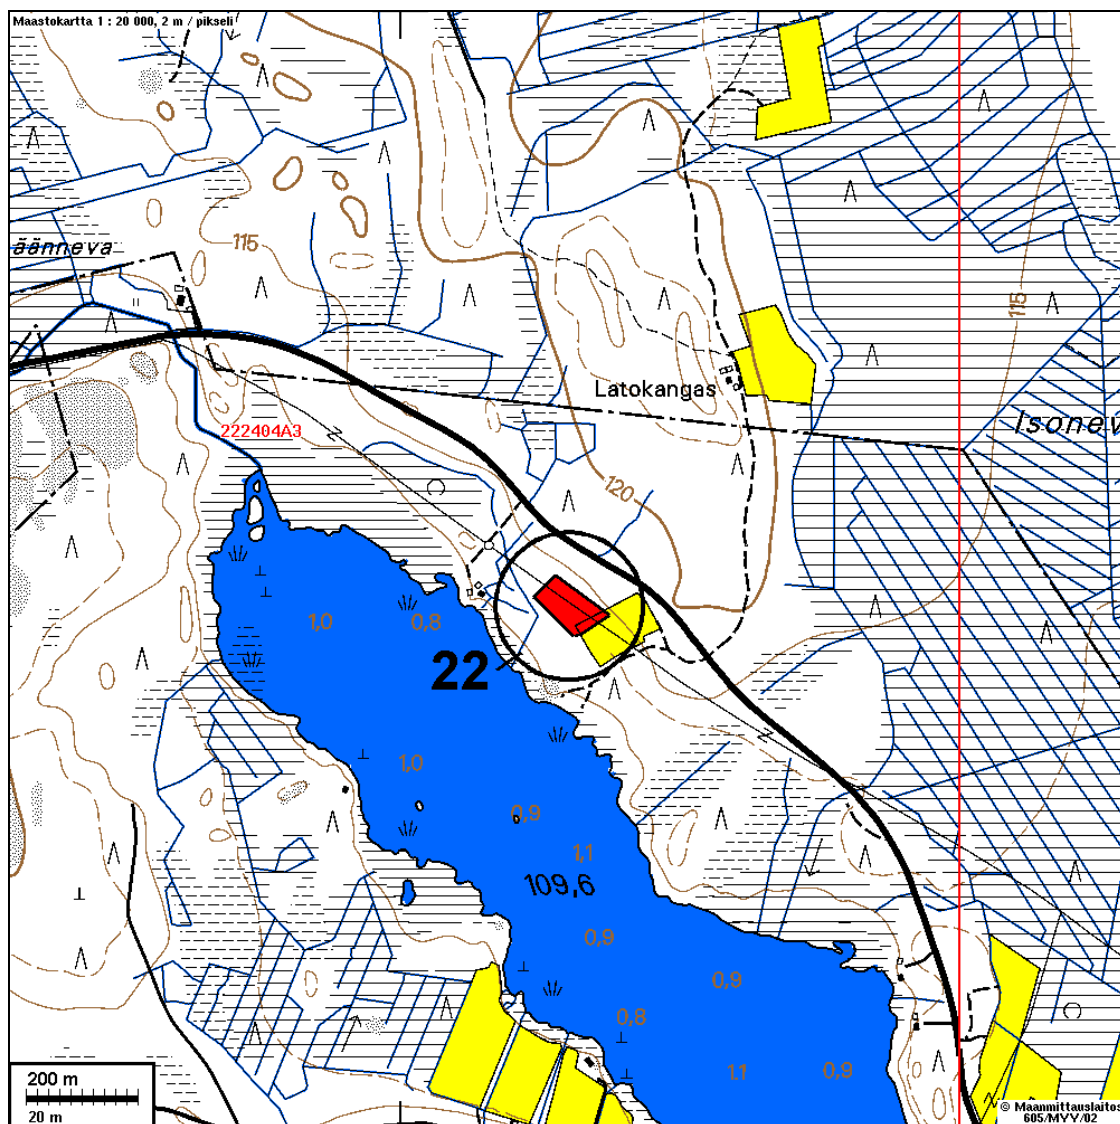 Maastokartta 1 : 20 000, 2 m / pikseli
äänneva
115
115
Latokangas
Isonev
222404A3
120
1,0
0,8
22
1,0
0,9
1,1
109,6
0,9
0,9
0,8
1.1
0,9
200 m
20 m
© Maanmittauslaitos
605/MYY/02